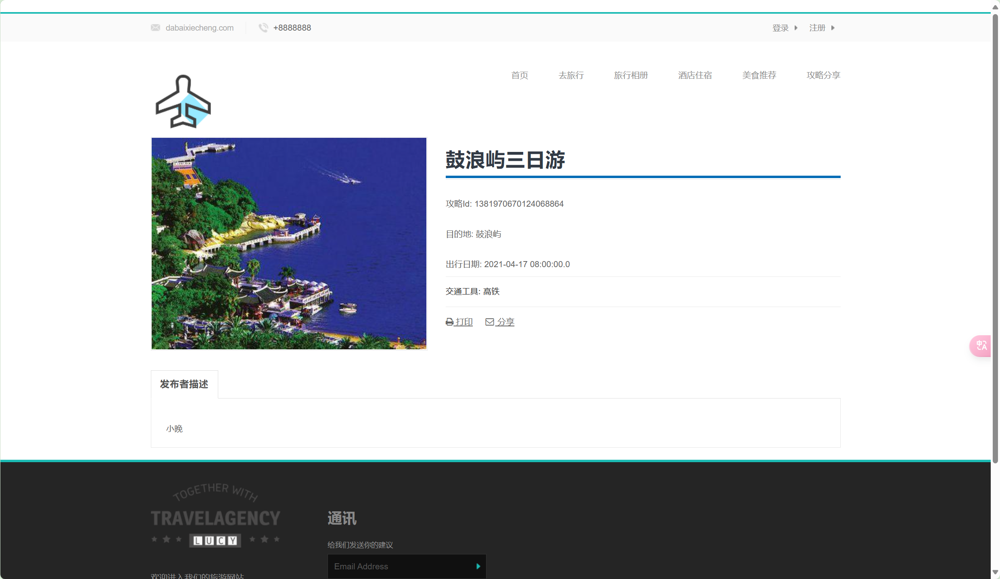 dabaixiecheng.com
+8888888
登录
注册
首页
去旅行
旅行相册
酒店住宿
美食推荐
攻略分享
鼓浪屿三日游
攻略Id: 1381970670124068864
目的地: 鼓浪屿
出行日期: 2021-04-17 08:00:00.0
交通工具: 高铁
打印
分享
中A
发布者描述
小晚
TOGETHER WITH
TRAVELAGENCY
LUCY
欢迎进入我们的旅游网站
通讯
给我们发送你的建议
Email Address